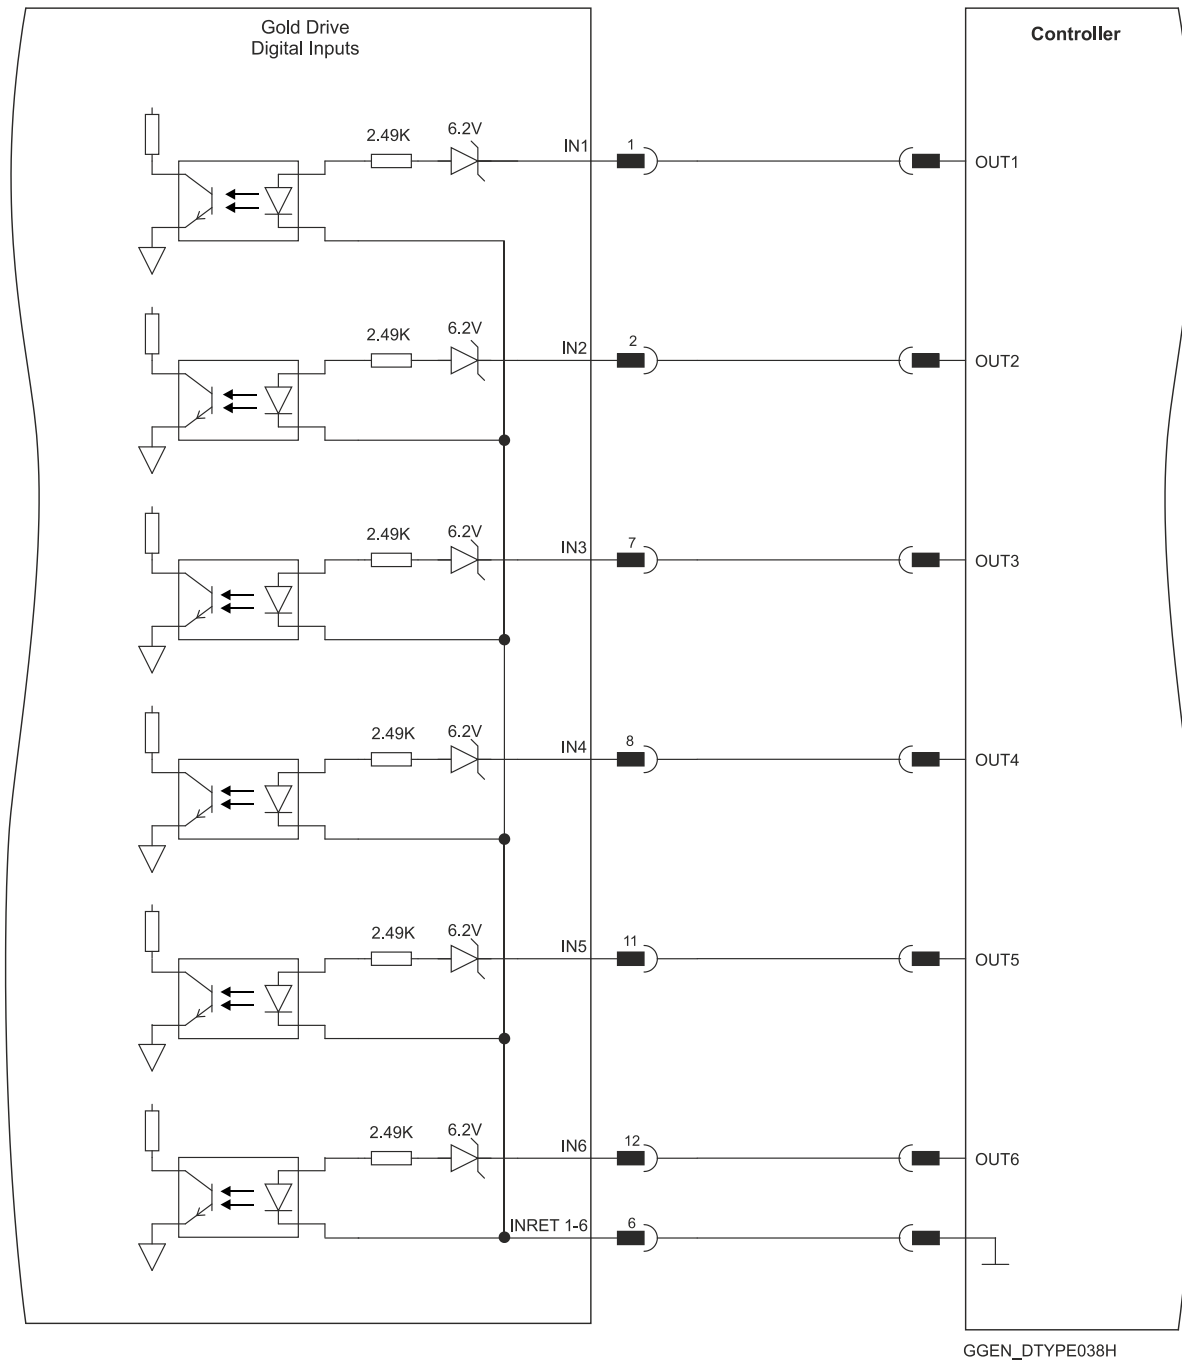 Gold Drive
Digital Inputs
Controller
2.49K
6.2V
IN1
1
OUT1
2.49K
6.2V
IN2
2
OUT2
2.49K
6.2V
IN3
7
OUT3
2.49K
6.2V
IN4
8
OUT4
2.49K
6.2V
IN5
11
OUT5
2.49K
6.2V
IN6
12
OUT6
INRET 1-6
6
GGEN_DTYPE038H